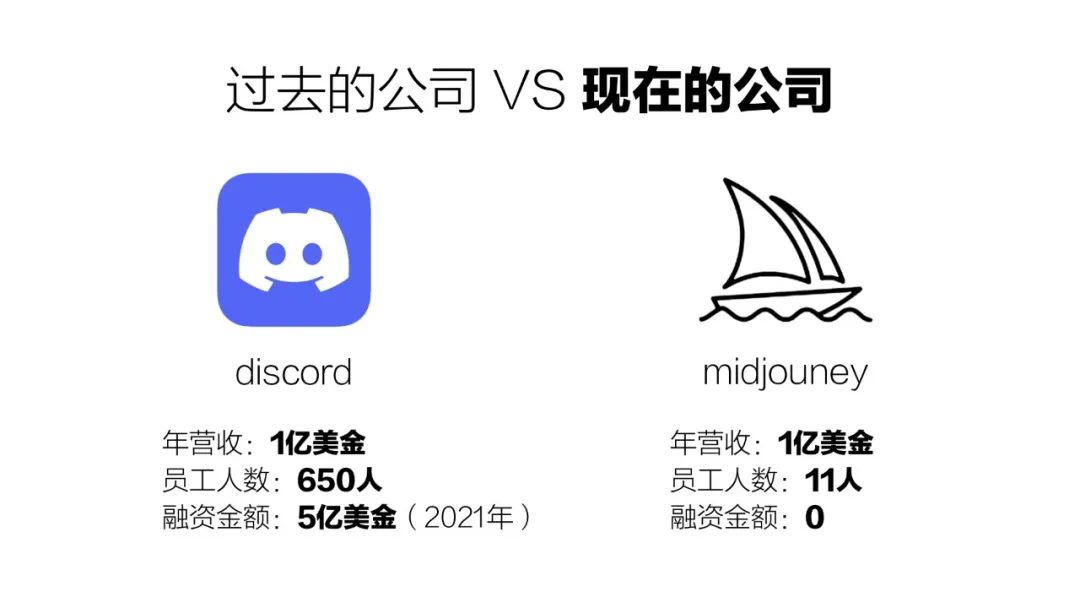 过去的公司 VS 现在的公司
discord
年营收：1亿美金
员工人数：650人
融资金额：5亿美金（2021年）
midjouney
年营收：1亿美金
员工人数：11人
融资金额：0